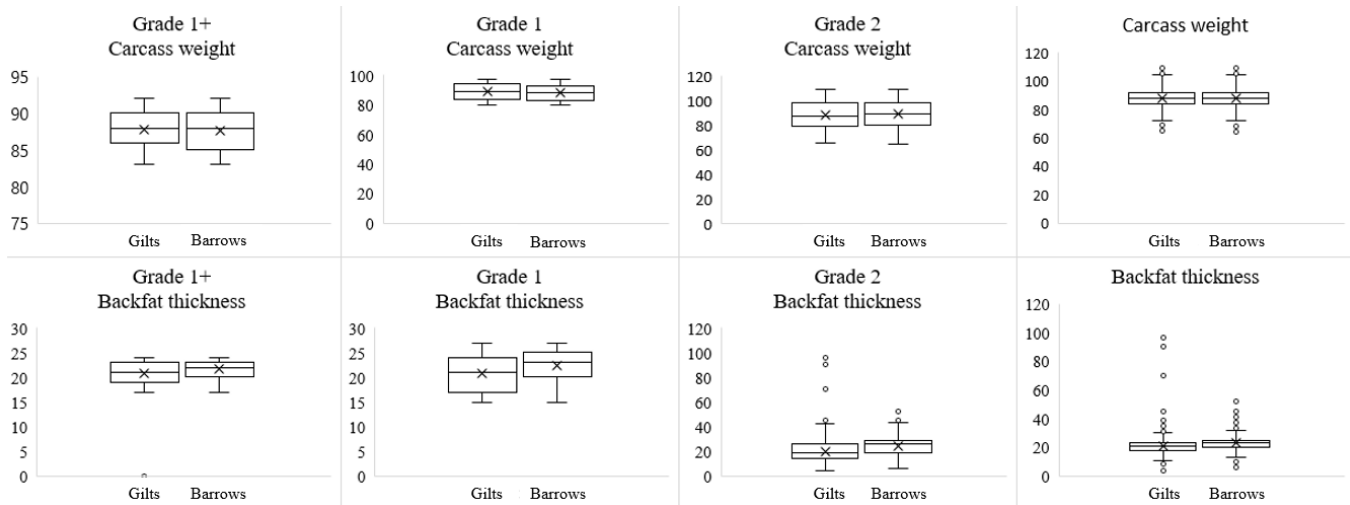 Grade 1+
Carcass weight
95
90
85
80
75
Gilts Barrows
Grade 1
Carcass weight
100
80
60
40
20
0
Gilts Barrows
Grade 2
Carcass weight
120
100
80
60
40
20
0
Gilts Barrows
Carcass weight
120
100
80
60
40
20
0
Gilts Barrows
Grade 1+
Backfat thickness
30
25
20
15
10
5
0
Gilts Barrows
Grade 1
Backfat thickness
30
25
20
15
10
5
0
Gilts Barrows
Grade 2
Backfat thickness
120
100
80
60
40
20
0
Gilts Barrows
Backfat thickness
120
100
80
60
40
20
0
Gilts Barrows